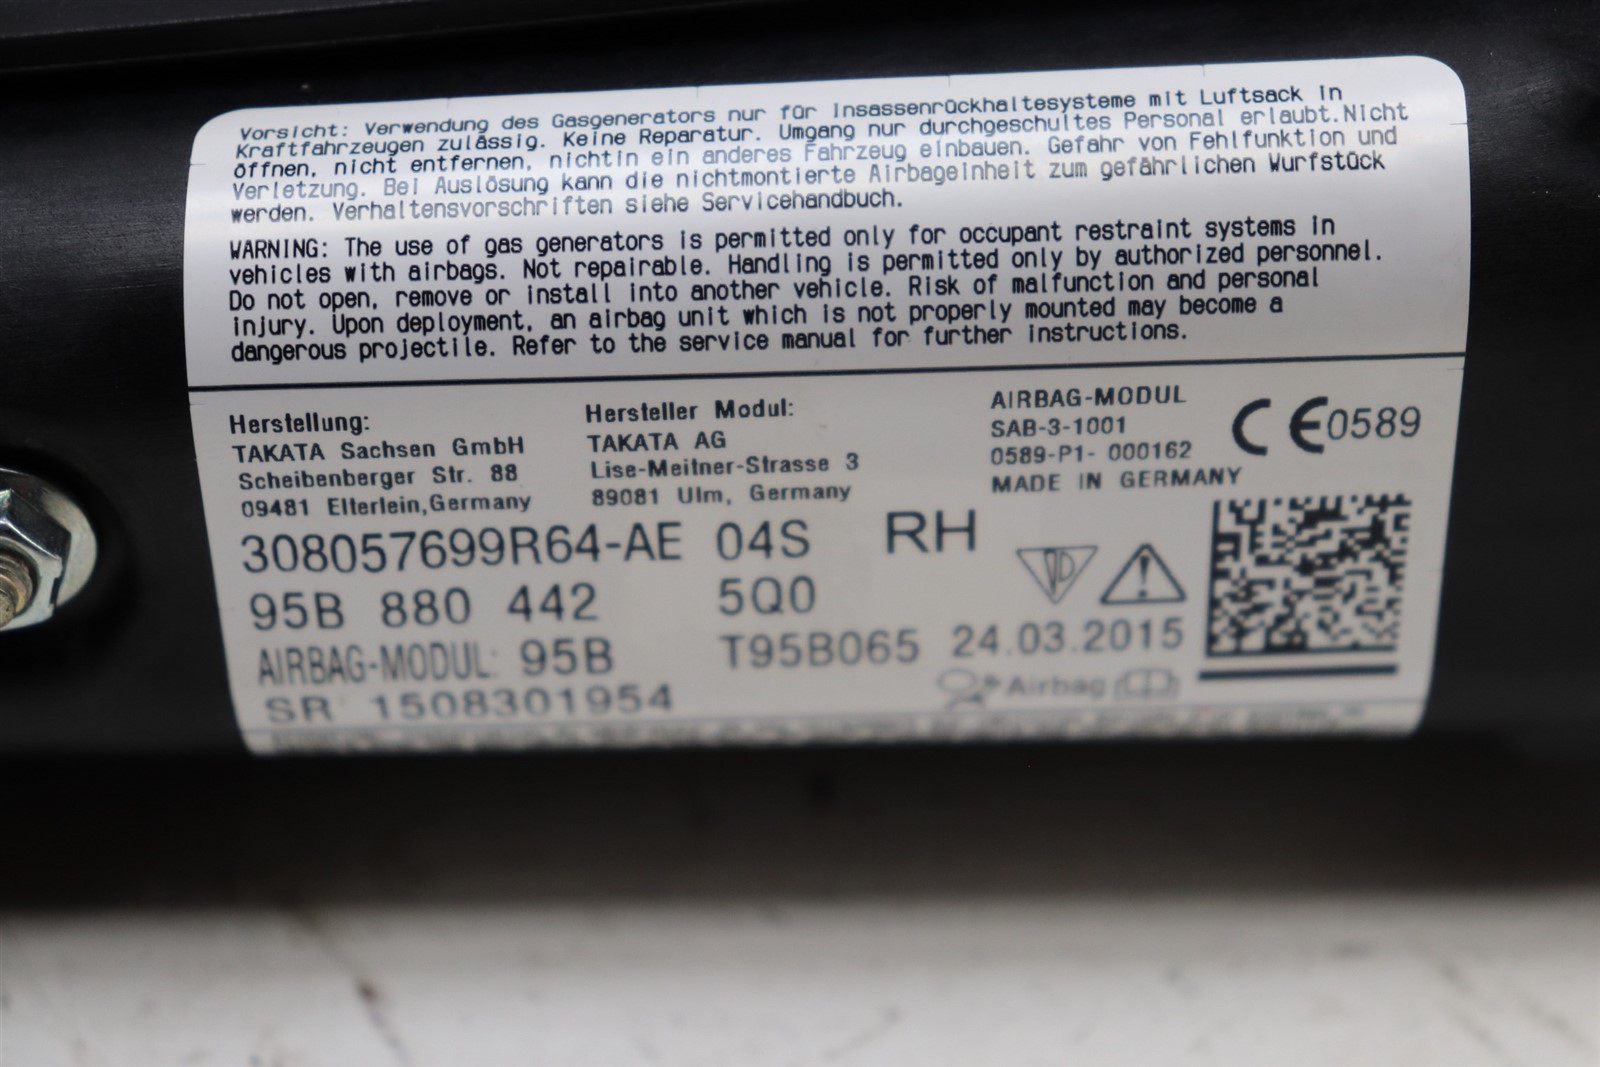 Vorsicht: Verwendung des Gasgenerators nur für Insassenrückhaltesysteme mit Luftsack in
Kraftfahrzeugen zulässig. Keine Reparatur. Umgang nur durchgeschultes Personal erlaubt.Nicht
öffnen, nicht entfernen, nichtin ein anderes Fahrzeug einbauen. Gefahr von Fehlfunktion und
Verletzung. Bei Auslösung kann die nichtmontierte Airbageinheit zum gefährlichen Wurfstück
werden. Verhaltensvorschriften siehe Servicehandbuch.
WARNING: The use of gas generators is permitted only for occupant restraint systems in
vehicles with airbags. Not repairable. Handling is permitted only by authorized personnel.
Do not open, remove or install into another vehicle. Risk of malfunction and personal
injury. Upon deployment, an airbag unit which is not properly mounted may become a
dangerous projectile. Refer to the service manual for further instructions.
Herstellung:
TAKATA Sachsen GmbH
Scheibenberger Str. 88
09481 Elterlein,Germany
Hersteller Modul:
TAKATA AG
Lise-Meitner-Strasse 3
89081 Ulm, Germany
AIRBAG-MODUL
SAB-3-1001
0589-P1- 000162
MADE IN GERMANY
CE0589
308057699R64-AE 04S RH
95B 880 442 5Q0
AIRBAG-MODUL: 95B T95B065 24.03.2015
SR 1508301954 Airbag